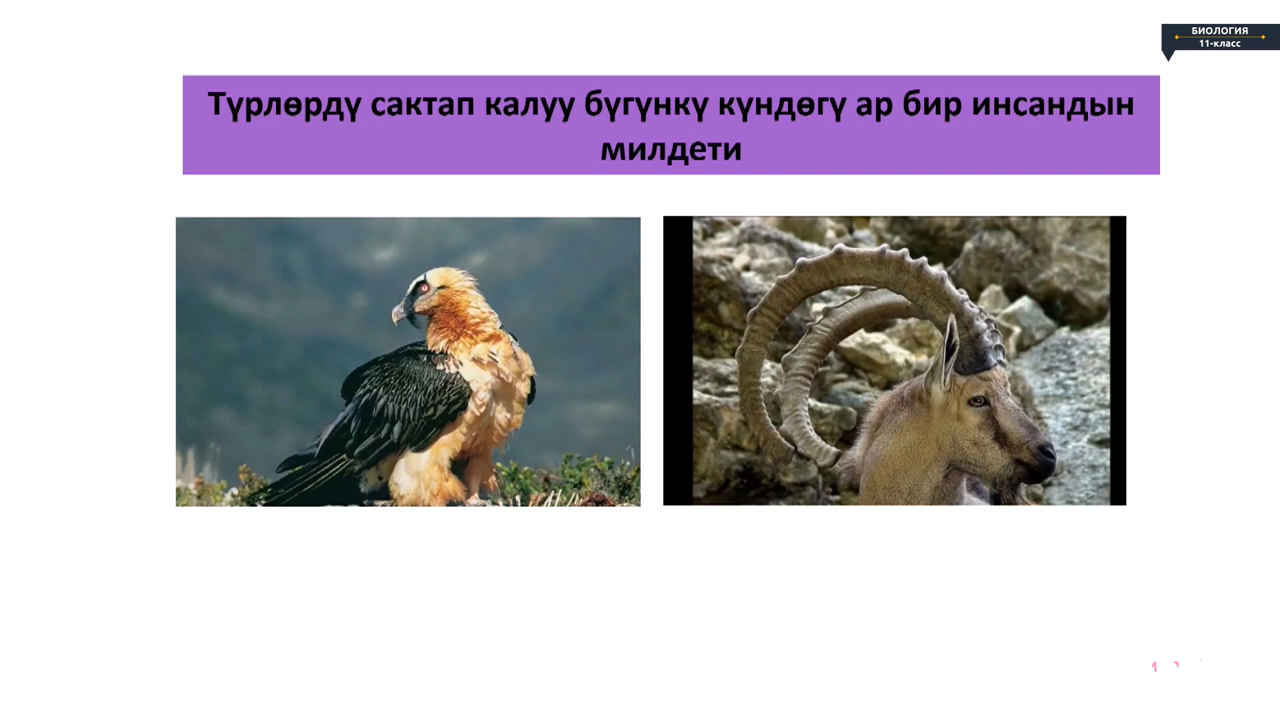 БИОЛОГИЯ
11-класс
Түрлөрдү сактап калуу бүгүнкү күндөгү ар бир инсандын
милдети